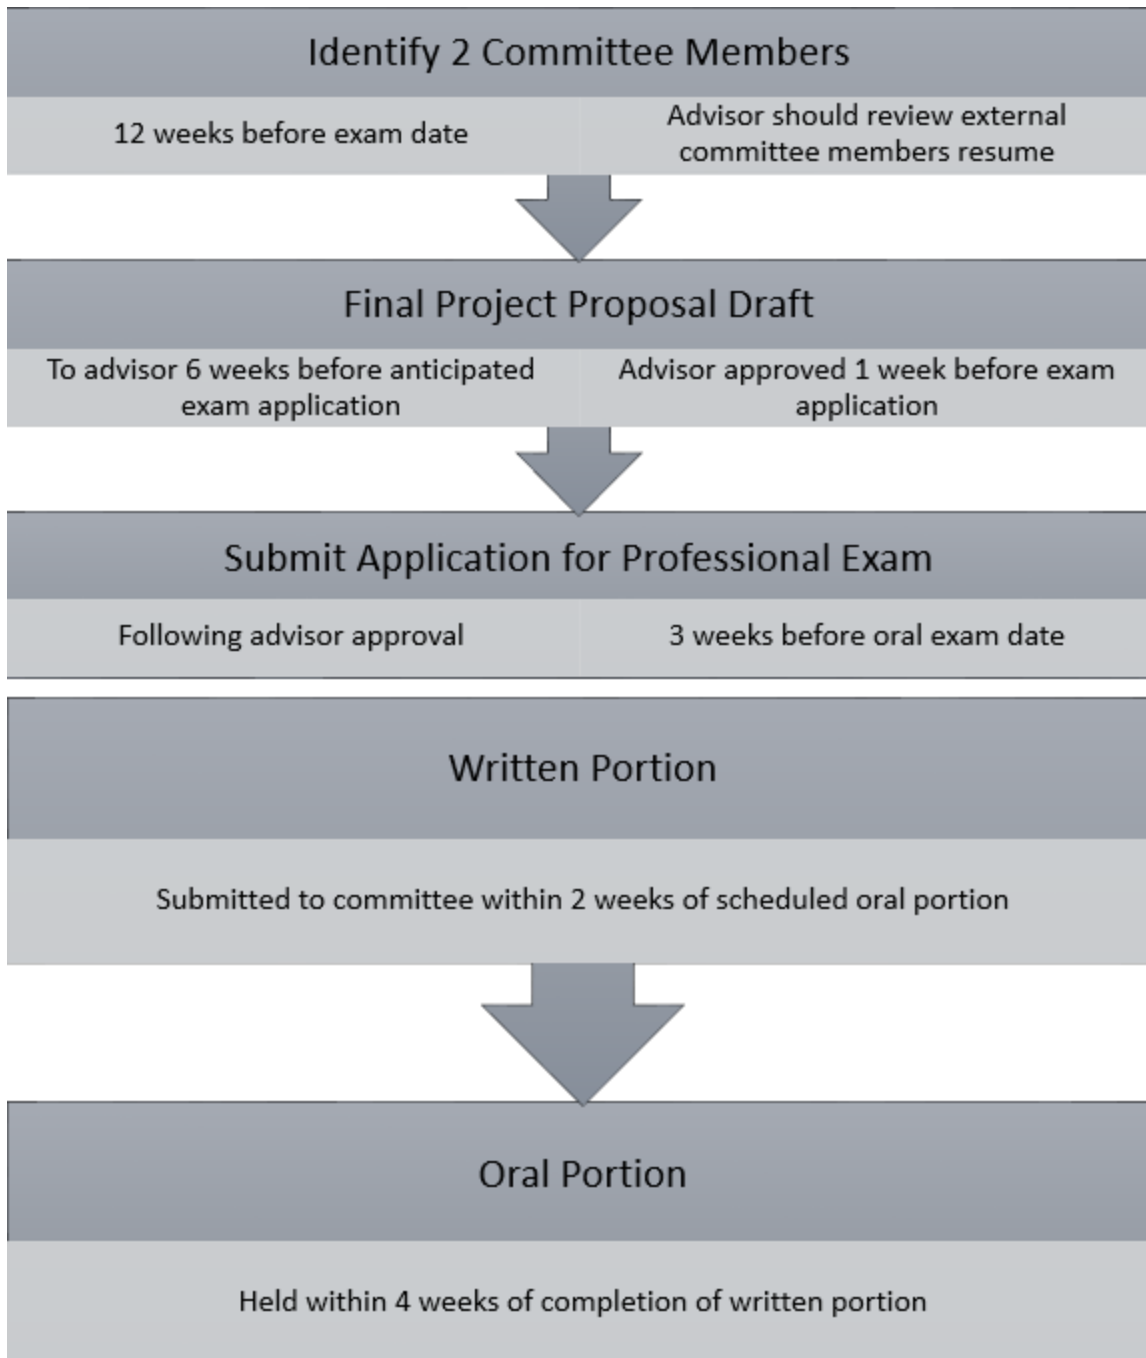 Identify 2 Committee Members
12 weeks before exam date
Advisor should review external
committee members resume
Final Project Proposal Draft
To advisor 6 weeks before anticipated
exam application
Advisor approved 1 week before exam
application
Submit Application for Professional Exam
Following advisor approval
3 weeks before oral exam date
Written Portion
Submitted to committee within 2 weeks of scheduled oral portion
Oral Portion
Held within 4 weeks of completion of written portion